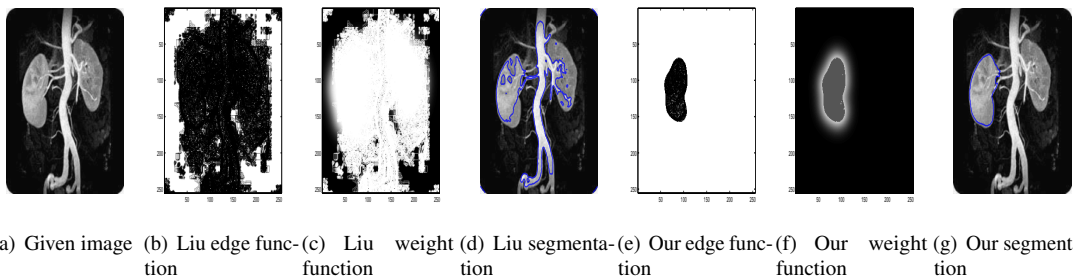 50
100
150
200
250
50 100 150 200 250
50
100
150
200
250
50 100 150 200 250
50
100
150
200
250
50 100 150 200 250
50
100
150
200
250
50 100 150 200 250
a) Given image
(b) Liu edge func-
tion
(c) Liu weight
function
(d) Liu segmenta-
tion
(e) Our edge func-
tion
(f) Our weight
function
(g) Our segment
tion